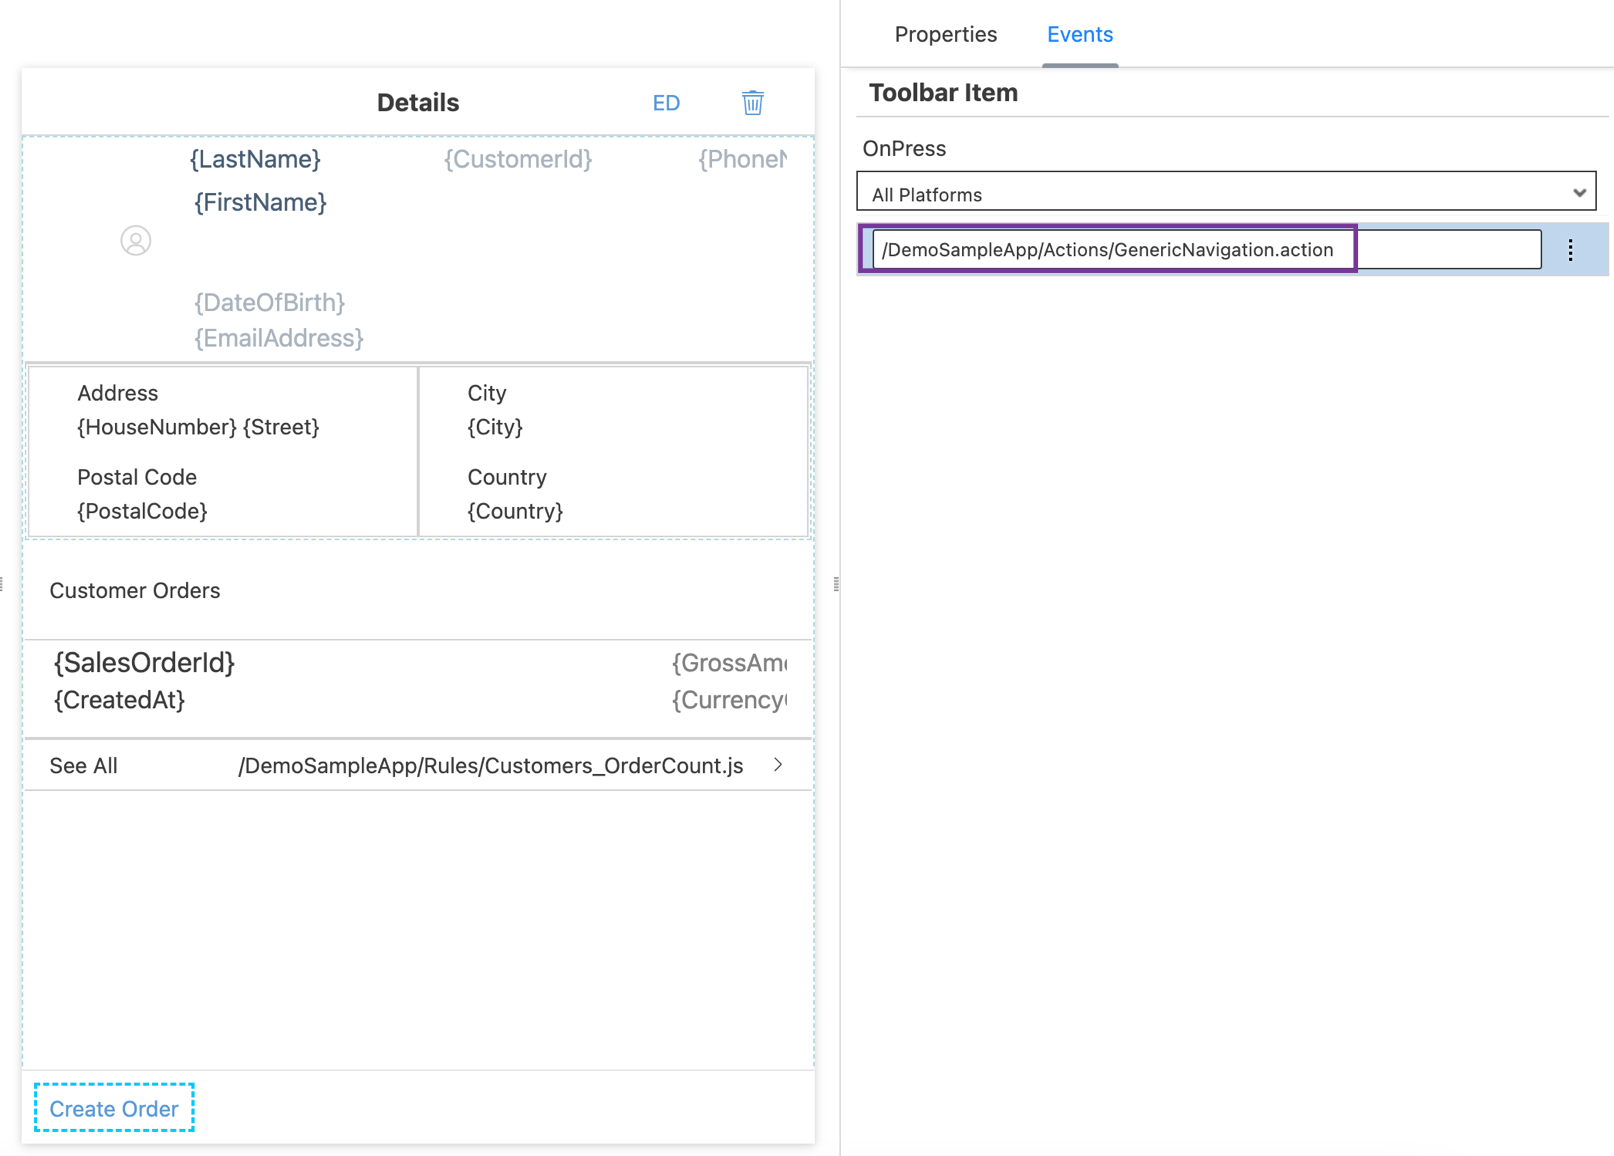 Properties Events
Details ED
Toolbar Item
OnPress
All Platforms
/DemoSampleApp/Actions/GenericNavigation.action
{LastName} {CustomerId} {PhoneN
{FirstName}
{DateOfBirth}
{EmailAddress}
Address
{HouseNumber} {Street}
Postal Code
{PostalCode}
City
{City}
Country
{Country}
Customer Orders
{SalesOrderId} {GrossAmo
{CreatedAt} {Currency
See All /DemoSampleApp/Rules/Customers_OrderCount.js
Create Order